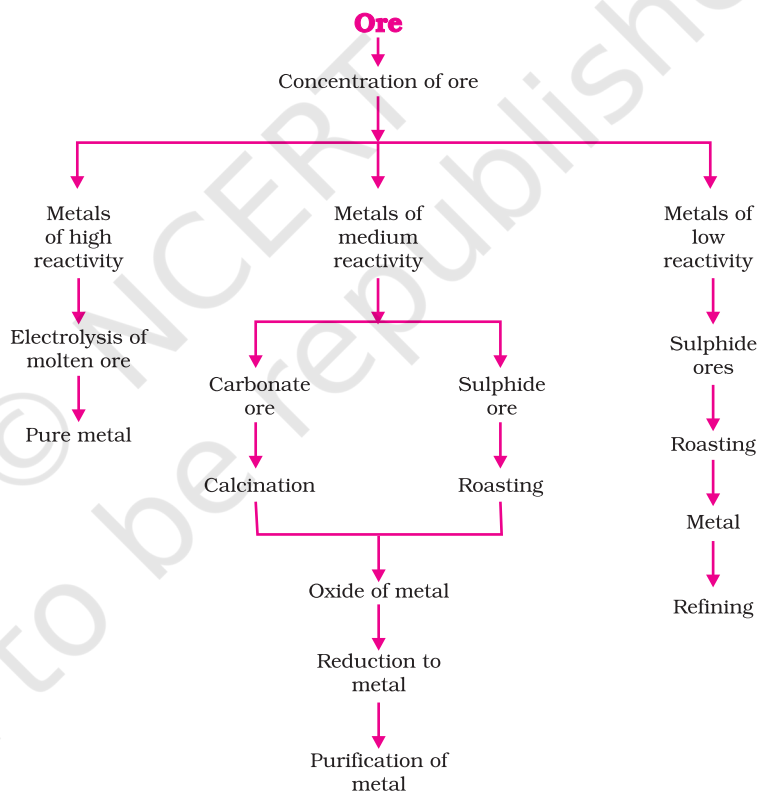 Ore
Concentration of ore
Metals
of high
reactivity
Electrolysis of
molten ore
Pure metal
Metals of
medium
reactivity
Carbonate
ore
Calcination
Sulphide
ore
Roasting
Oxide of metal
Reduction to
metal
Purification of
metal
Metals of
low
reactivity
Sulphide
ores
Roasting
Metal
Refining
© NCERT
to be republishe